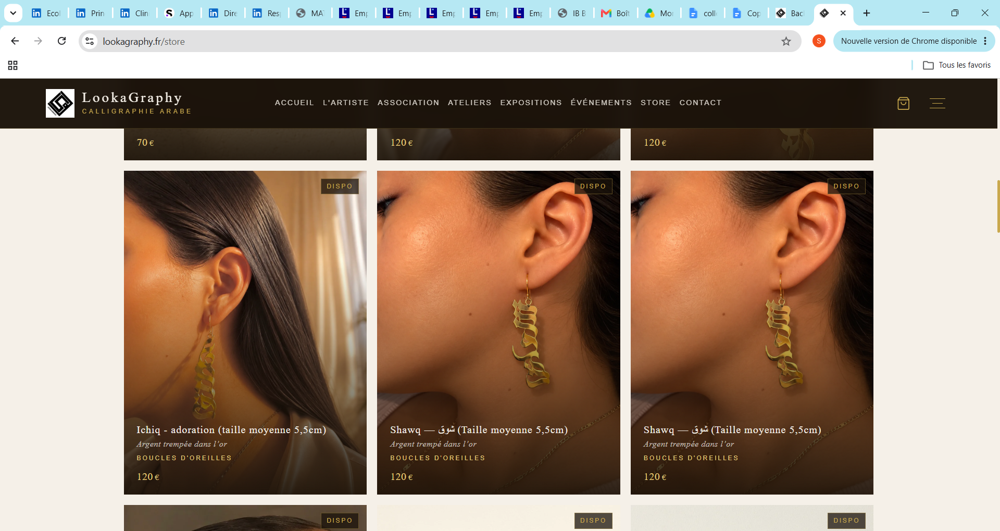 Ecol
Prin
Clin
App
Dire
Res
MA
Emp
Emp
Emp
Emp
Emp
IB B
Boît
Mo
coll
Cop
Bac
lookagraphy.fr/store
S
Nouvelle version de Chrome disponible
Tous les favoris
LookaGraphy
CALLIGRAPHIE ARABE
ACCUEIL L'ARTISTE ASSOCIATION ATELIERS EXPOSITIONS ÉVÉNEMENTS STORE CONTACT
70 €
120 €
120 €
DISPO
Ichiq - adoration (taille moyenne 5,5cm)
Argent trempée dans l’or
BOUCLES D'OREILLES
120 €
DISPO
Shawq — شوق (Taille moyenne 5,5cm)
Argent trempé dans l’or
BOUCLES D'OREILLES
120 €
DISPO
Shawq — شوق (Taille moyenne 5,5cm)
Argent trempée dans l’or
BOUCLES D'OREILLES
120 €
DISPO
DISPO
DISPO